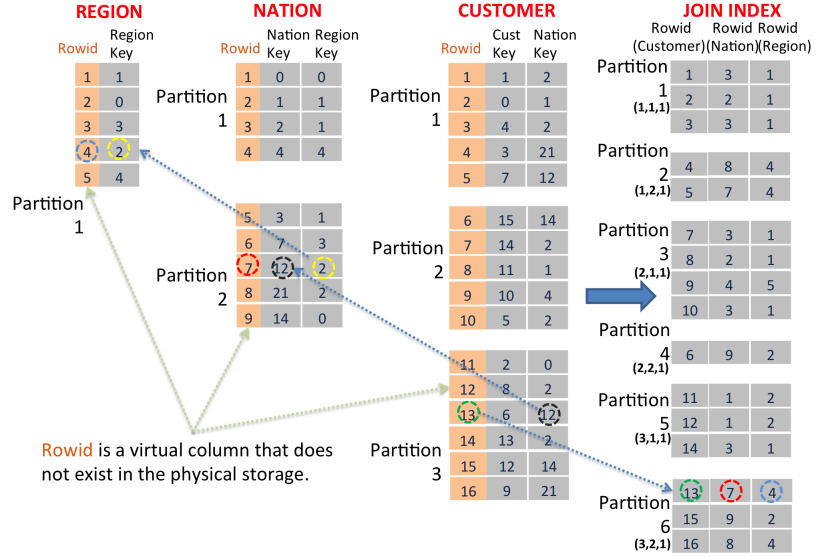 REGION
Rowid Region Key
1 1
2 0
3 3
4 2
5 4
Partition 1
NATION
Rowid Nation Key Region Key
Partition 1
1 0 0
2 1 1
3 2 1
4 4 4
Partition 2
5 3 1
6 7 3
7 12 2
8 21 2
9 14 0
CUSTOMER
Rowid Cust Key Nation Key
Partition 1
1 1 2
2 0 1
3 4 2
4 3 21
5 7 12
Partition 2
6 15 14
7 14 2
8 11 1
9 10 4
10 5 2
Partition 3
11 2 0
12 8 2
13 6 12
14 13 2
15 12 14
16 9 21
JOIN INDEX
Rowid (Customer) Rowid (Nation) Rowid (Region)
Partition 1 (1,1,1)
1 3 1
2 2 1
3 3 1
Partition 2 (1,2,1)
4 8 4
5 7 4
Partition 3 (2,1,1)
7 3 1
8 2 1
9 4 5
10 3 1
Partition 4 (2,2,1)
6 9 2
Partition 5 (3,1,1)
11 1 2
12 1 2
14 3 1
Partition 6 (3,2,1)
13 7 4
15 9 2
16 8 4
Rowid is a virtual column that does
not exist in the physical storage.